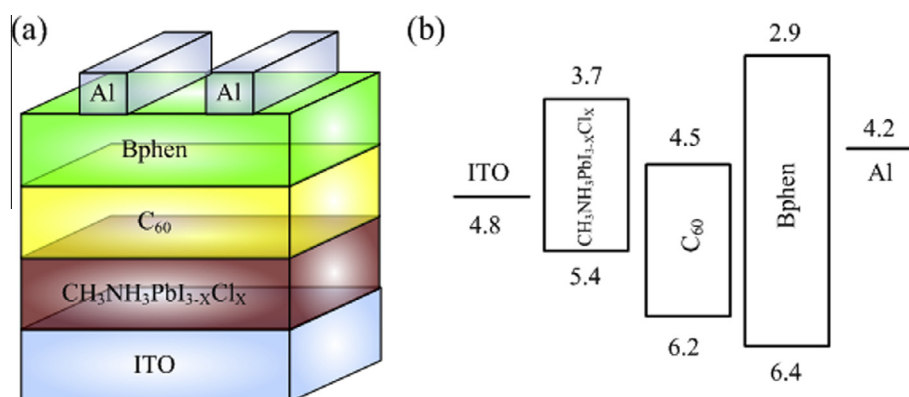 (a)
Al Al
Bphen
C₆₀
CH₃NH₃PbI₃₋ₓClₓ
ITO
(b)
2.9
3.7
4.5
4.2
ITO
4.8
CH₃NH₃PbI₃₋ₓClₓ
C₆₀
Bphen
Al
5.4
6.2
6.4